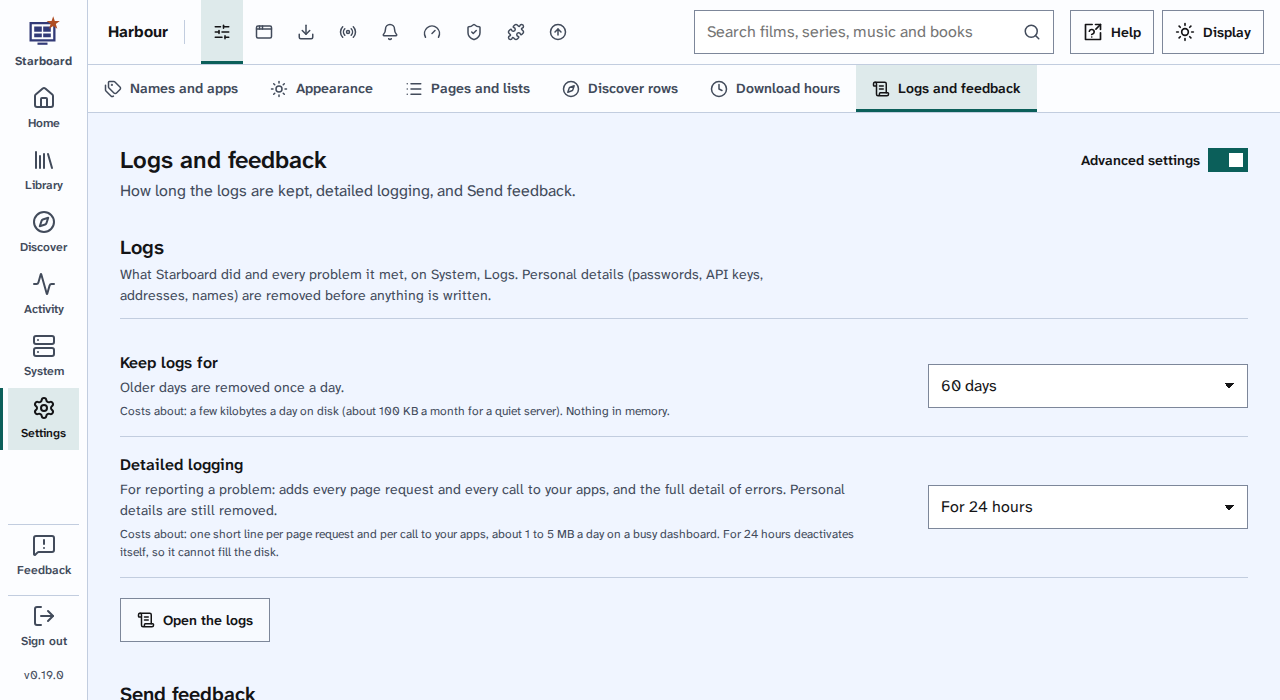 Starboard
Home
Library
Discover
Activity
System
Settings
Feedback
Sign out
v0.19.0
Harbour
Search films, series, music and books
Help
Display
Names and apps
Appearance
Pages and lists
Discover rows
Download hours
Logs and feedback
Logs and feedback
How long the logs are kept, detailed logging, and Send feedback.
Advanced settings
Logs
What Starboard did and every problem it met, on System, Logs. Personal details (passwords, API keys,
addresses, names) are removed before anything is written.
Keep logs for
Older days are removed once a day.
Costs about: a few kilobytes a day on disk (about 100 KB a month for a quiet server). Nothing in memory.
60 days
Detailed logging
For reporting a problem: adds every page request and every call to your apps, and the full detail of errors. Personal
details are still removed.
Costs about: one short line per page request and per call to your apps, about 1 to 5 MB a day on a busy dashboard. For 24 hours deactivates
itself, so it cannot fill the disk.
For 24 hours
Open the logs
Send feedback